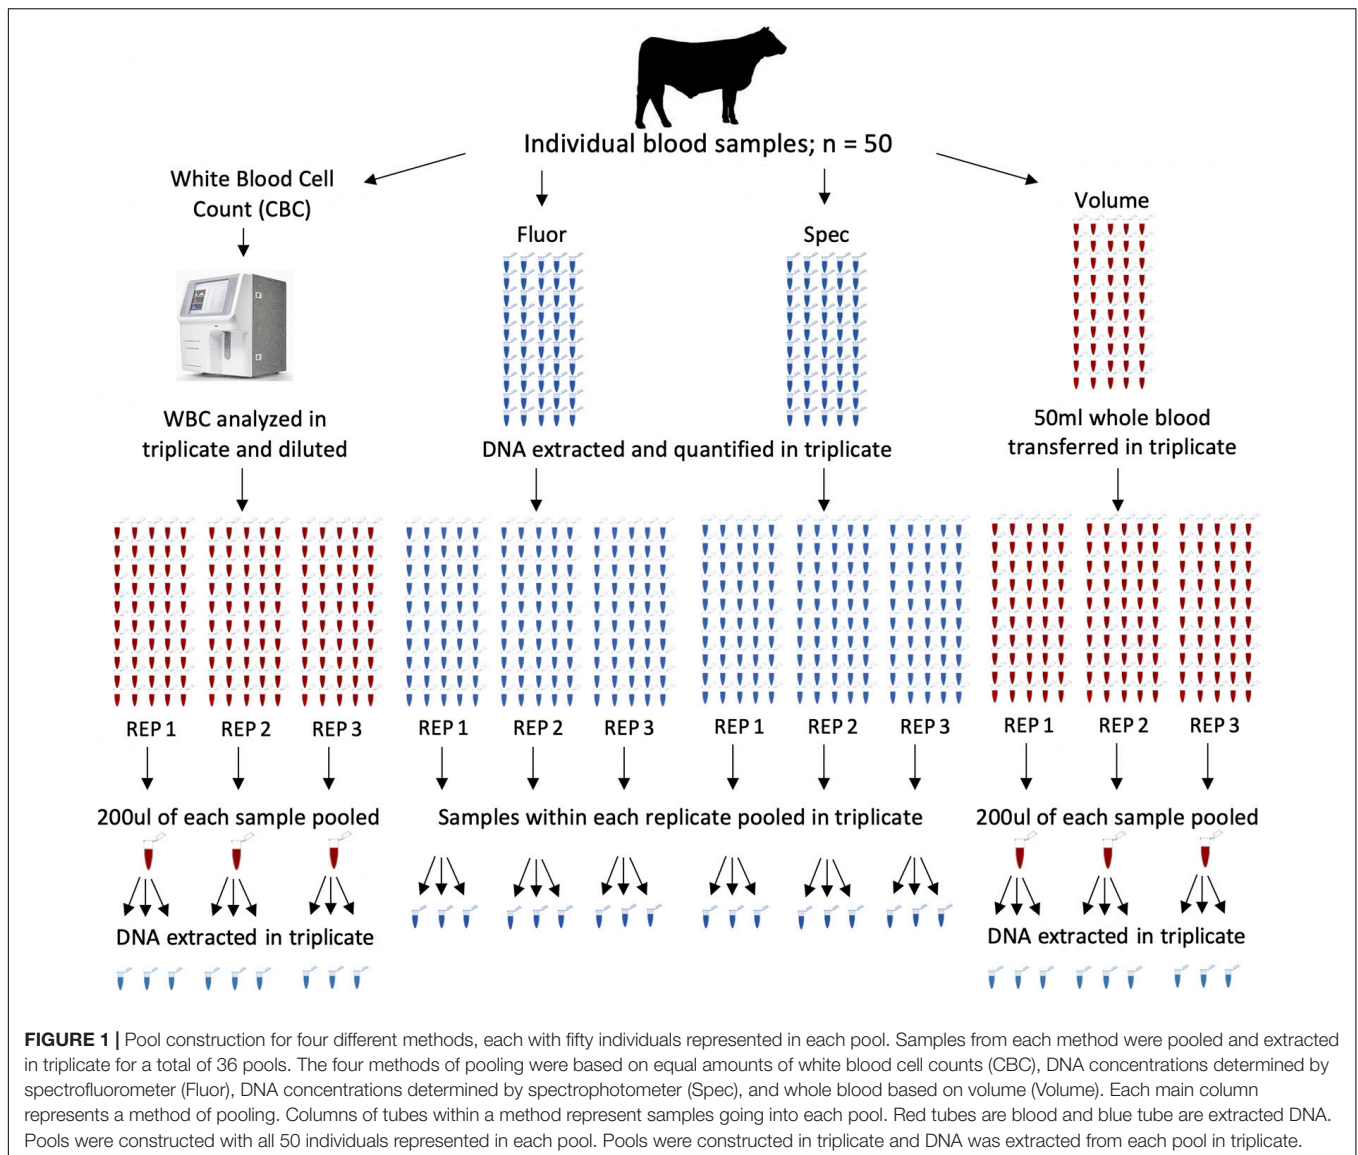 Individual blood samples; n = 50
White Blood Cell
Count (CBC)
Fluor
Spec
Volume
WBC analyzed in
triplicate and diluted
DNA extracted and quantified in triplicate
50ml whole blood
transferred in triplicate
REP 1 REP 2 REP 3 REP 1 REP 2 REP 3 REP 1 REP 2 REP 3 REP 1 REP 2 REP 3
200ul of each sample pooled
Samples within each replicate pooled in triplicate
200ul of each sample pooled
DNA extracted in triplicate
DNA extracted in triplicate
FIGURE 1 | Pool construction for four different methods, each with fifty individuals represented in each pool. Samples from each method were pooled and extracted
in triplicate for a total of 36 pools. The four methods of pooling were based on equal amounts of white blood cell counts (CBC), DNA concentrations determined by
spectrofluorometer (Fluor), DNA concentrations determined by spectrophotometer (Spec), and whole blood based on volume (Volume). Each main column
represents a method of pooling. Columns of tubes within a method represent samples going into each pool. Red tubes are blood and blue tube are extracted DNA.
Pools were constructed with all 50 individuals represented in each pool. Pools were constructed in triplicate and DNA was extracted from each pool in triplicate.